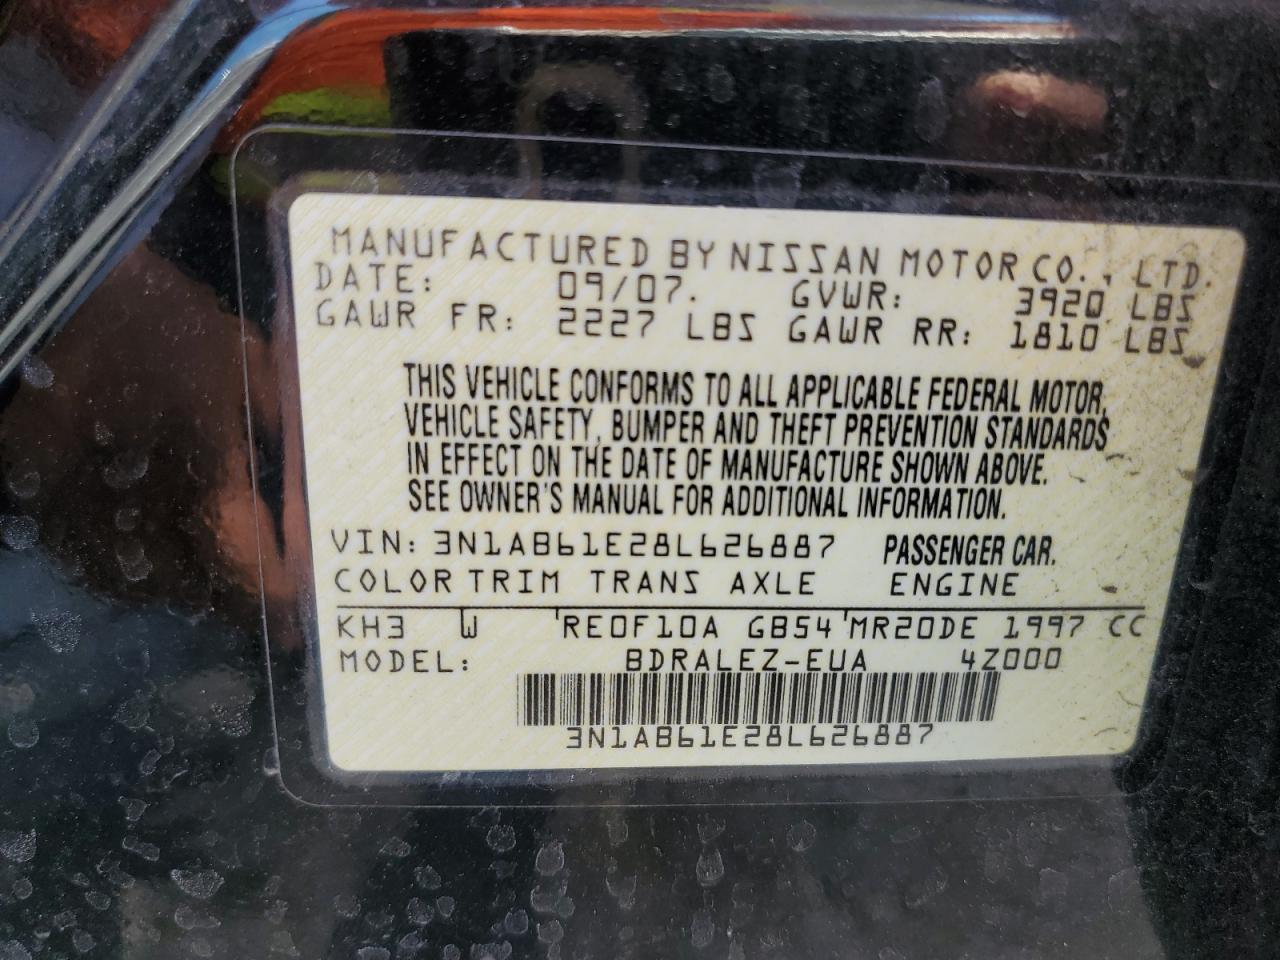 MANUFACTURED BY NISSAN MOTOR CO., LTD.
DATE: 09/07. GVWR: 3920 LBS
GAWR FR: 2227 LBS GAWR RR: 1810 LBS
THIS VEHICLE CONFORMS TO ALL APPLICABLE FEDERAL MOTOR
VEHICLE SAFETY, BUMPER AND THEFT PREVENTION STANDARDS
IN EFFECT ON THE DATE OF MANUFACTURE SHOWN ABOVE.
SEE OWNER'S MANUAL FOR ADDITIONAL INFORMATION.
VIN: 3N1AB61E28L626887 PASSENGER CAR.
COLOR TRIM TRANS AXLE ENGINE
KH3 W RE0F10A GB54 MR20DE 1997 CC
MODEL: BDRALEZ-EUA 4Z000
3N1AB61E28L626887